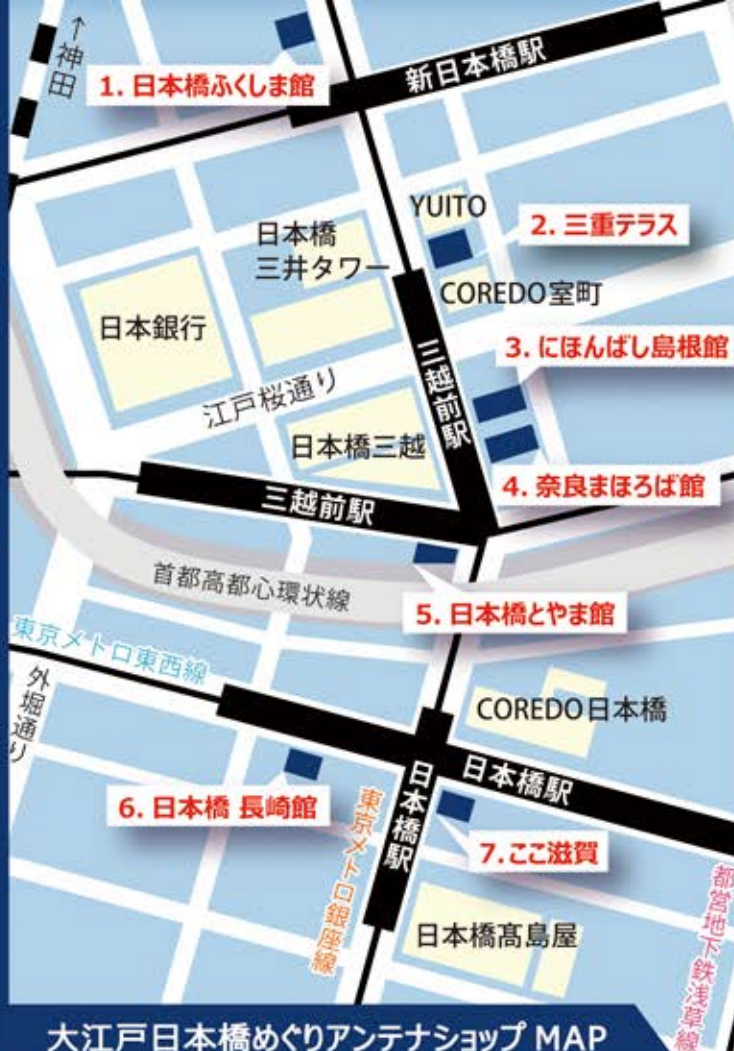 ↑神田
新日本橋駅
1. 日本橋ふくしま館
YUITO
2. 三重テラス
日本橋
三井タワー
COREDO室町
日本銀行
3. にほんばし島根館
三越前駅
江戸桜通り
日本橋三越
4. 奈良まほろば館
三越前駅
首都高都心環状線
5. 日本橋とやま館
東京メトロ東西線
外堀通り
COREDO日本橋
日本橋駅
日本橋駅
6. 日本橋 長崎館
東京メトロ銀座線
7.ここ滋賀
都営地下鉄浅草線
日本橋髙島屋
大江戸日本橋めぐりアンテナショップ MAP